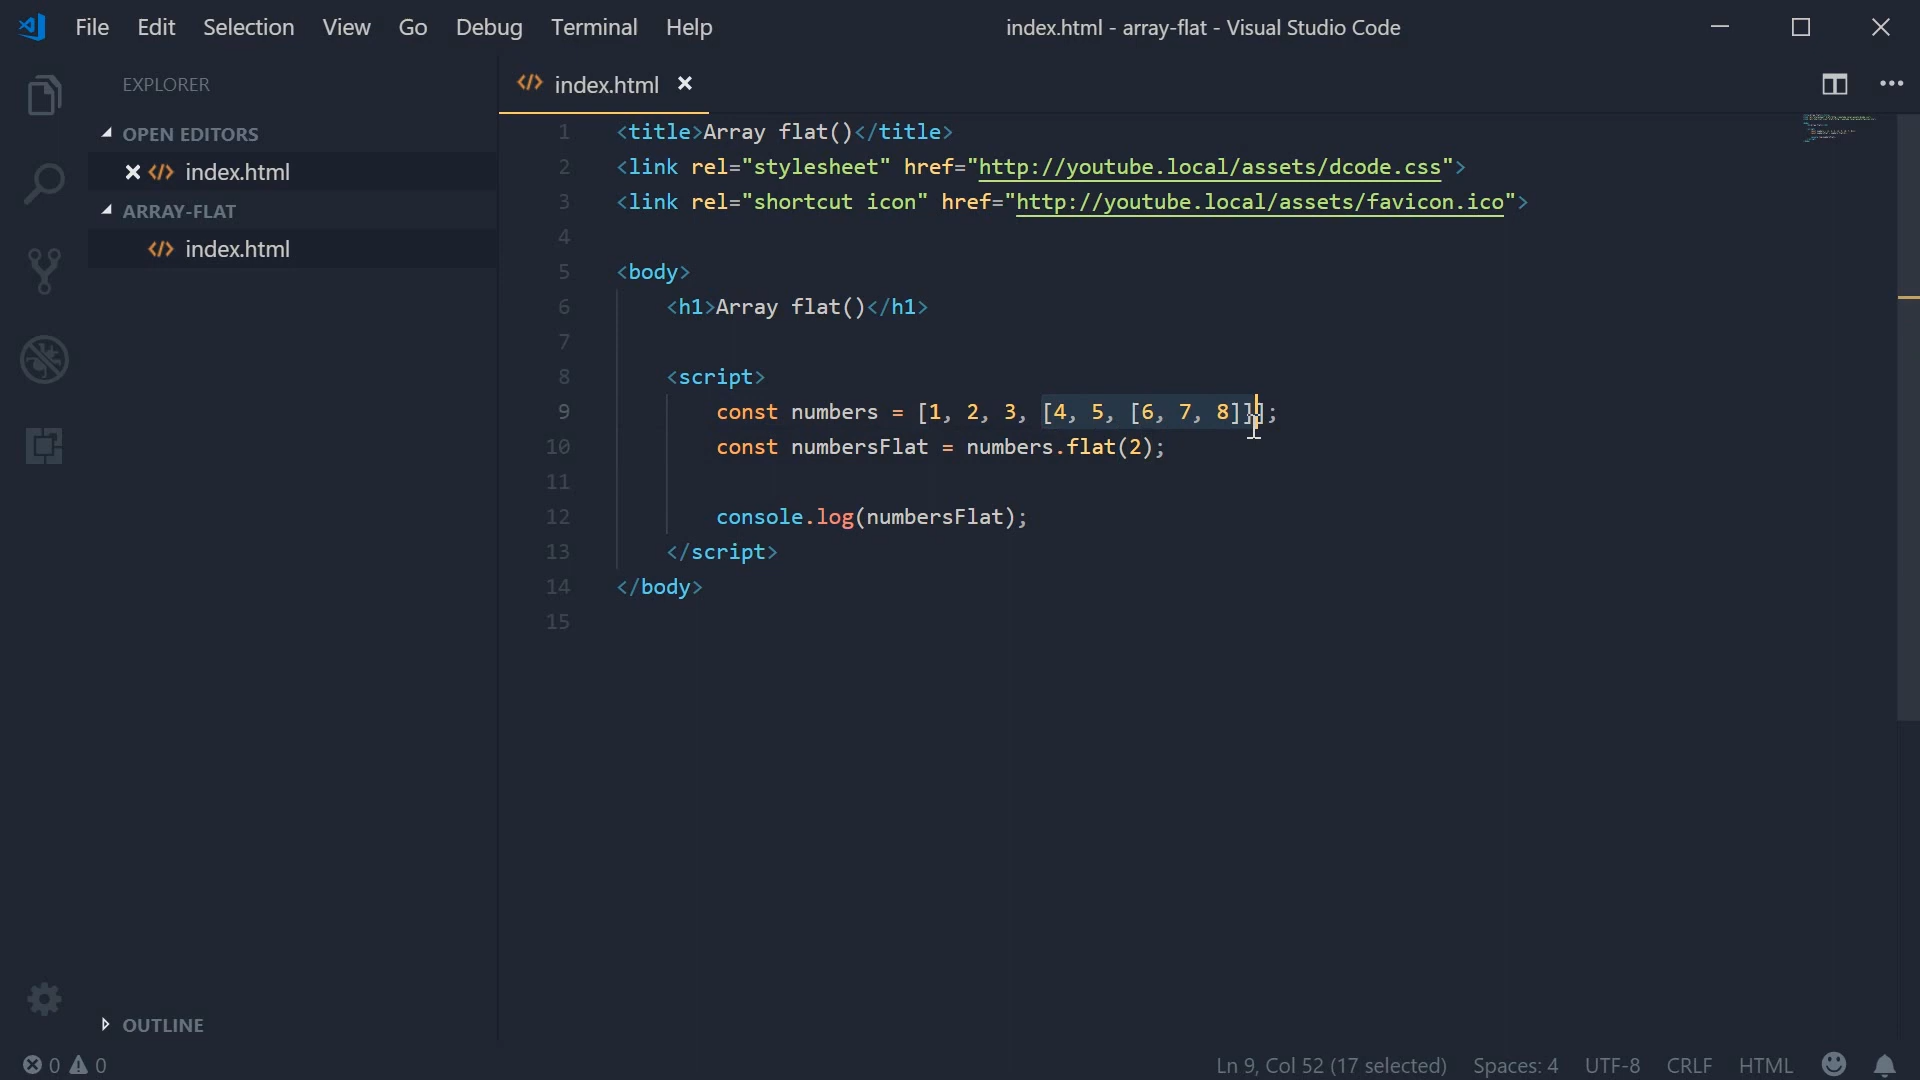 File Edit Selection View Go Debug Terminal Help
index.html - array-flat - Visual Studio Code
EXPLORER
OPEN EDITORS
index.html
ARRAY-FLAT
index.html
index.html
1 <title>Array flat()</title>
2 <link rel="stylesheet" href="http://youtube.local/assets/dcode.css">
3 <link rel="shortcut icon" href="http://youtube.local/assets/favicon.ico">
4
5 <body>
6 <h1>Array flat()</h1>
7
8 <script>
9 const numbers = [1, 2, 3, [4, 5, [6, 7, 8]]];
10 const numbersFlat = numbers.flat(2);
11
12 console.log(numbersFlat);
13 </script>
14 </body>
15
OUTLINE
0 0
Ln 9, Col 52 (17 selected) Spaces: 4 UTF-8 CRLF HTML